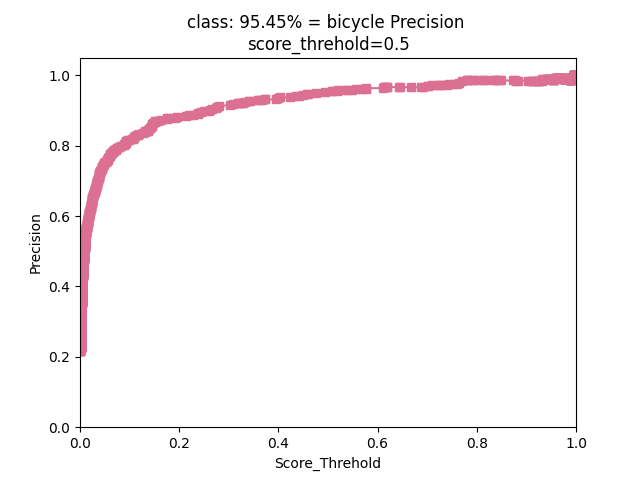 class: 95.45% = bicycle Precision
score_threhold=0.5
1.0
0.8
0.6
0.4
0.2
0.0
Precision
0.0 0.2 0.4 0.6 0.8 1.0
Score_Threhold